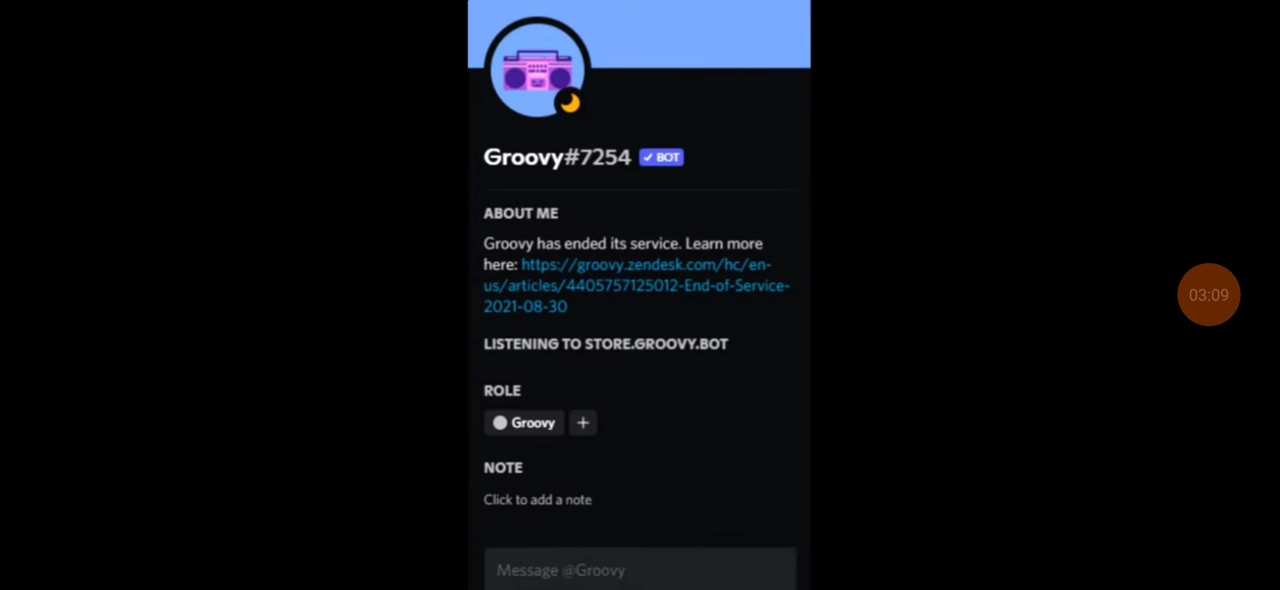 Groovy#7254 BOT
ABOUT ME
Groovy has ended its service. Learn more
here: https://groovy.zendesk.com/hc/en-
us/articles/4405757125012-End-of-Service-
2021-08-30
LISTENING TO STORE.GROOVY.BOT
ROLE
Groovy +
NOTE
Click to add a note
Message @Groovy
03:09